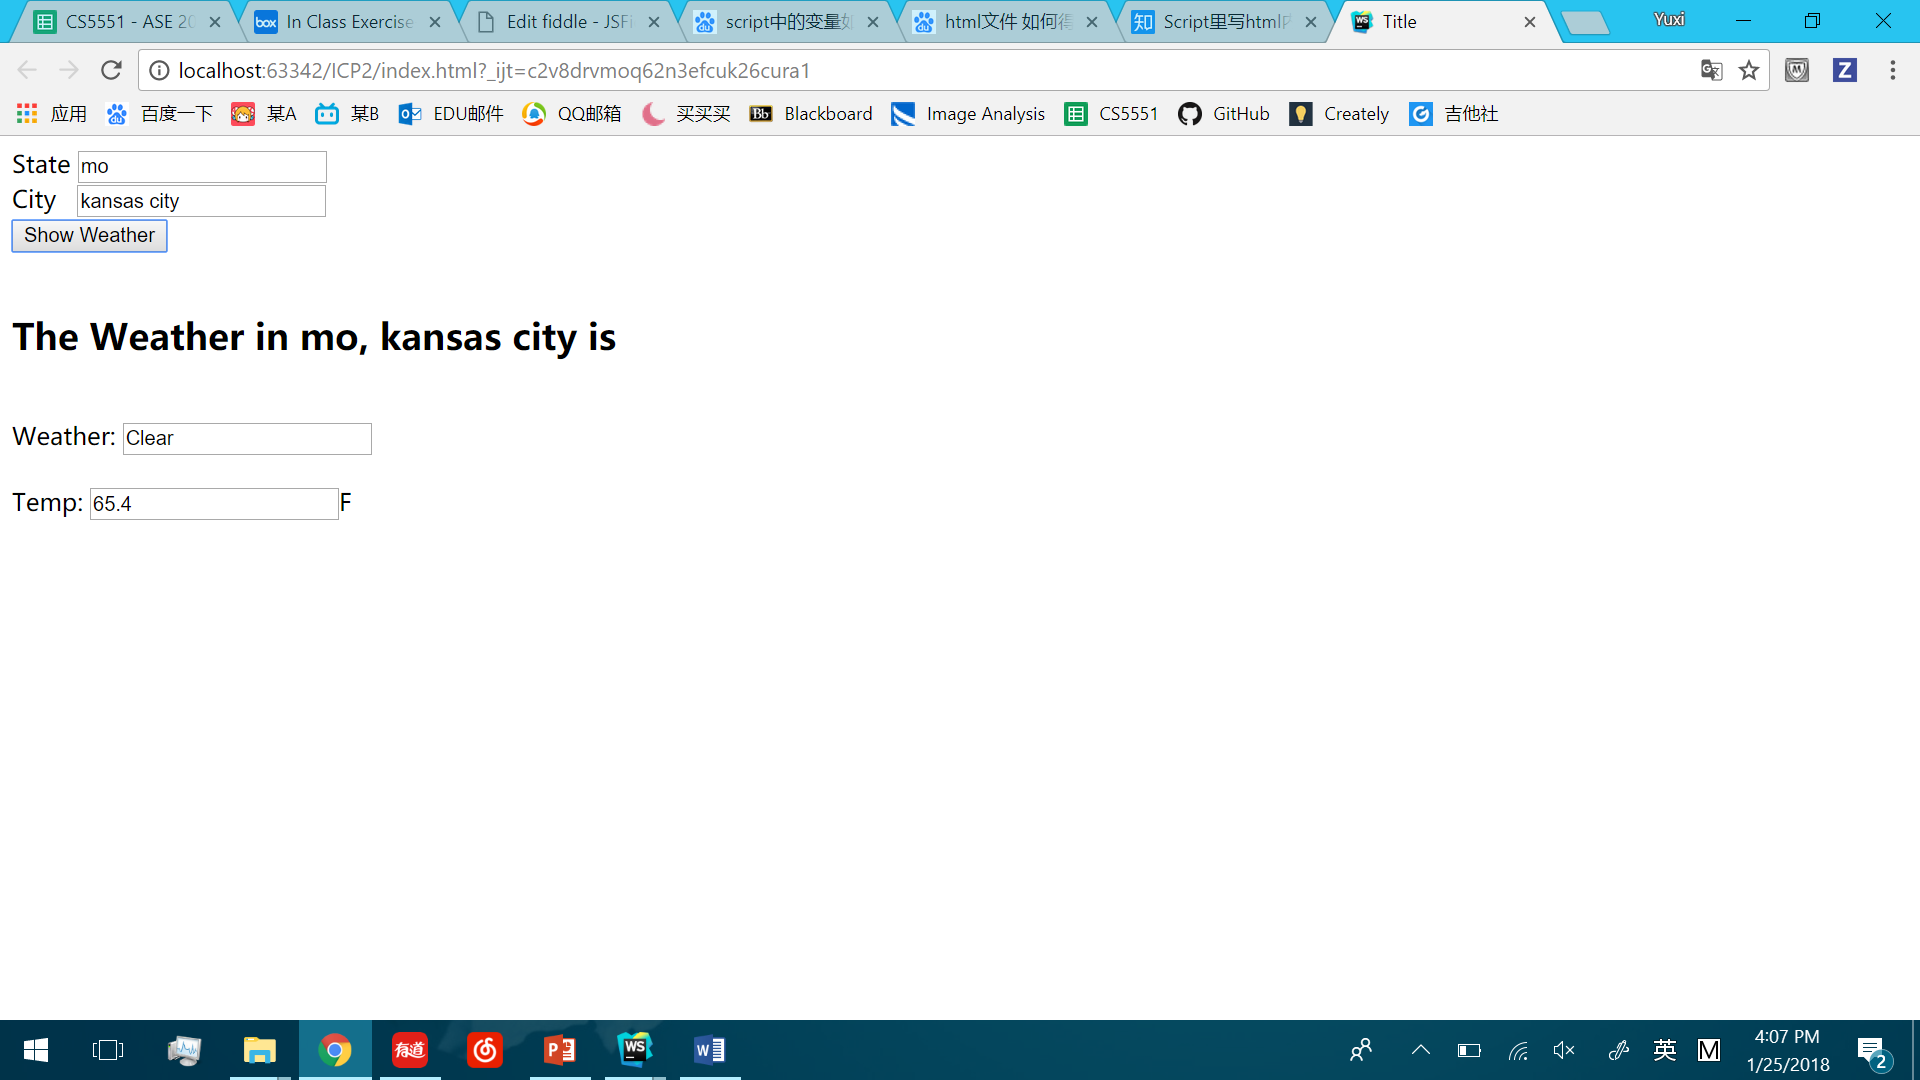 CS5551 - ASE 20
In Class Exercise
Edit fiddle - JSFi
script中的变量如
html文件 如何得
Script里写html内
Title
Yuxi
localhost:63342/ICP2/index.html?_ijt=c2v8drvmoq62n3efcuk26cura1
应用 百度一下 某A 某B EDU邮件 QQ邮箱 买买买 Blackboard Image Analysis CS5551 GitHub Creately 吉他社
State mo
City kansas city
Show Weather
The Weather in mo, kansas city is
Weather: Clear
Temp: 65.4 F
英
4:07 PM
1/25/2018
2